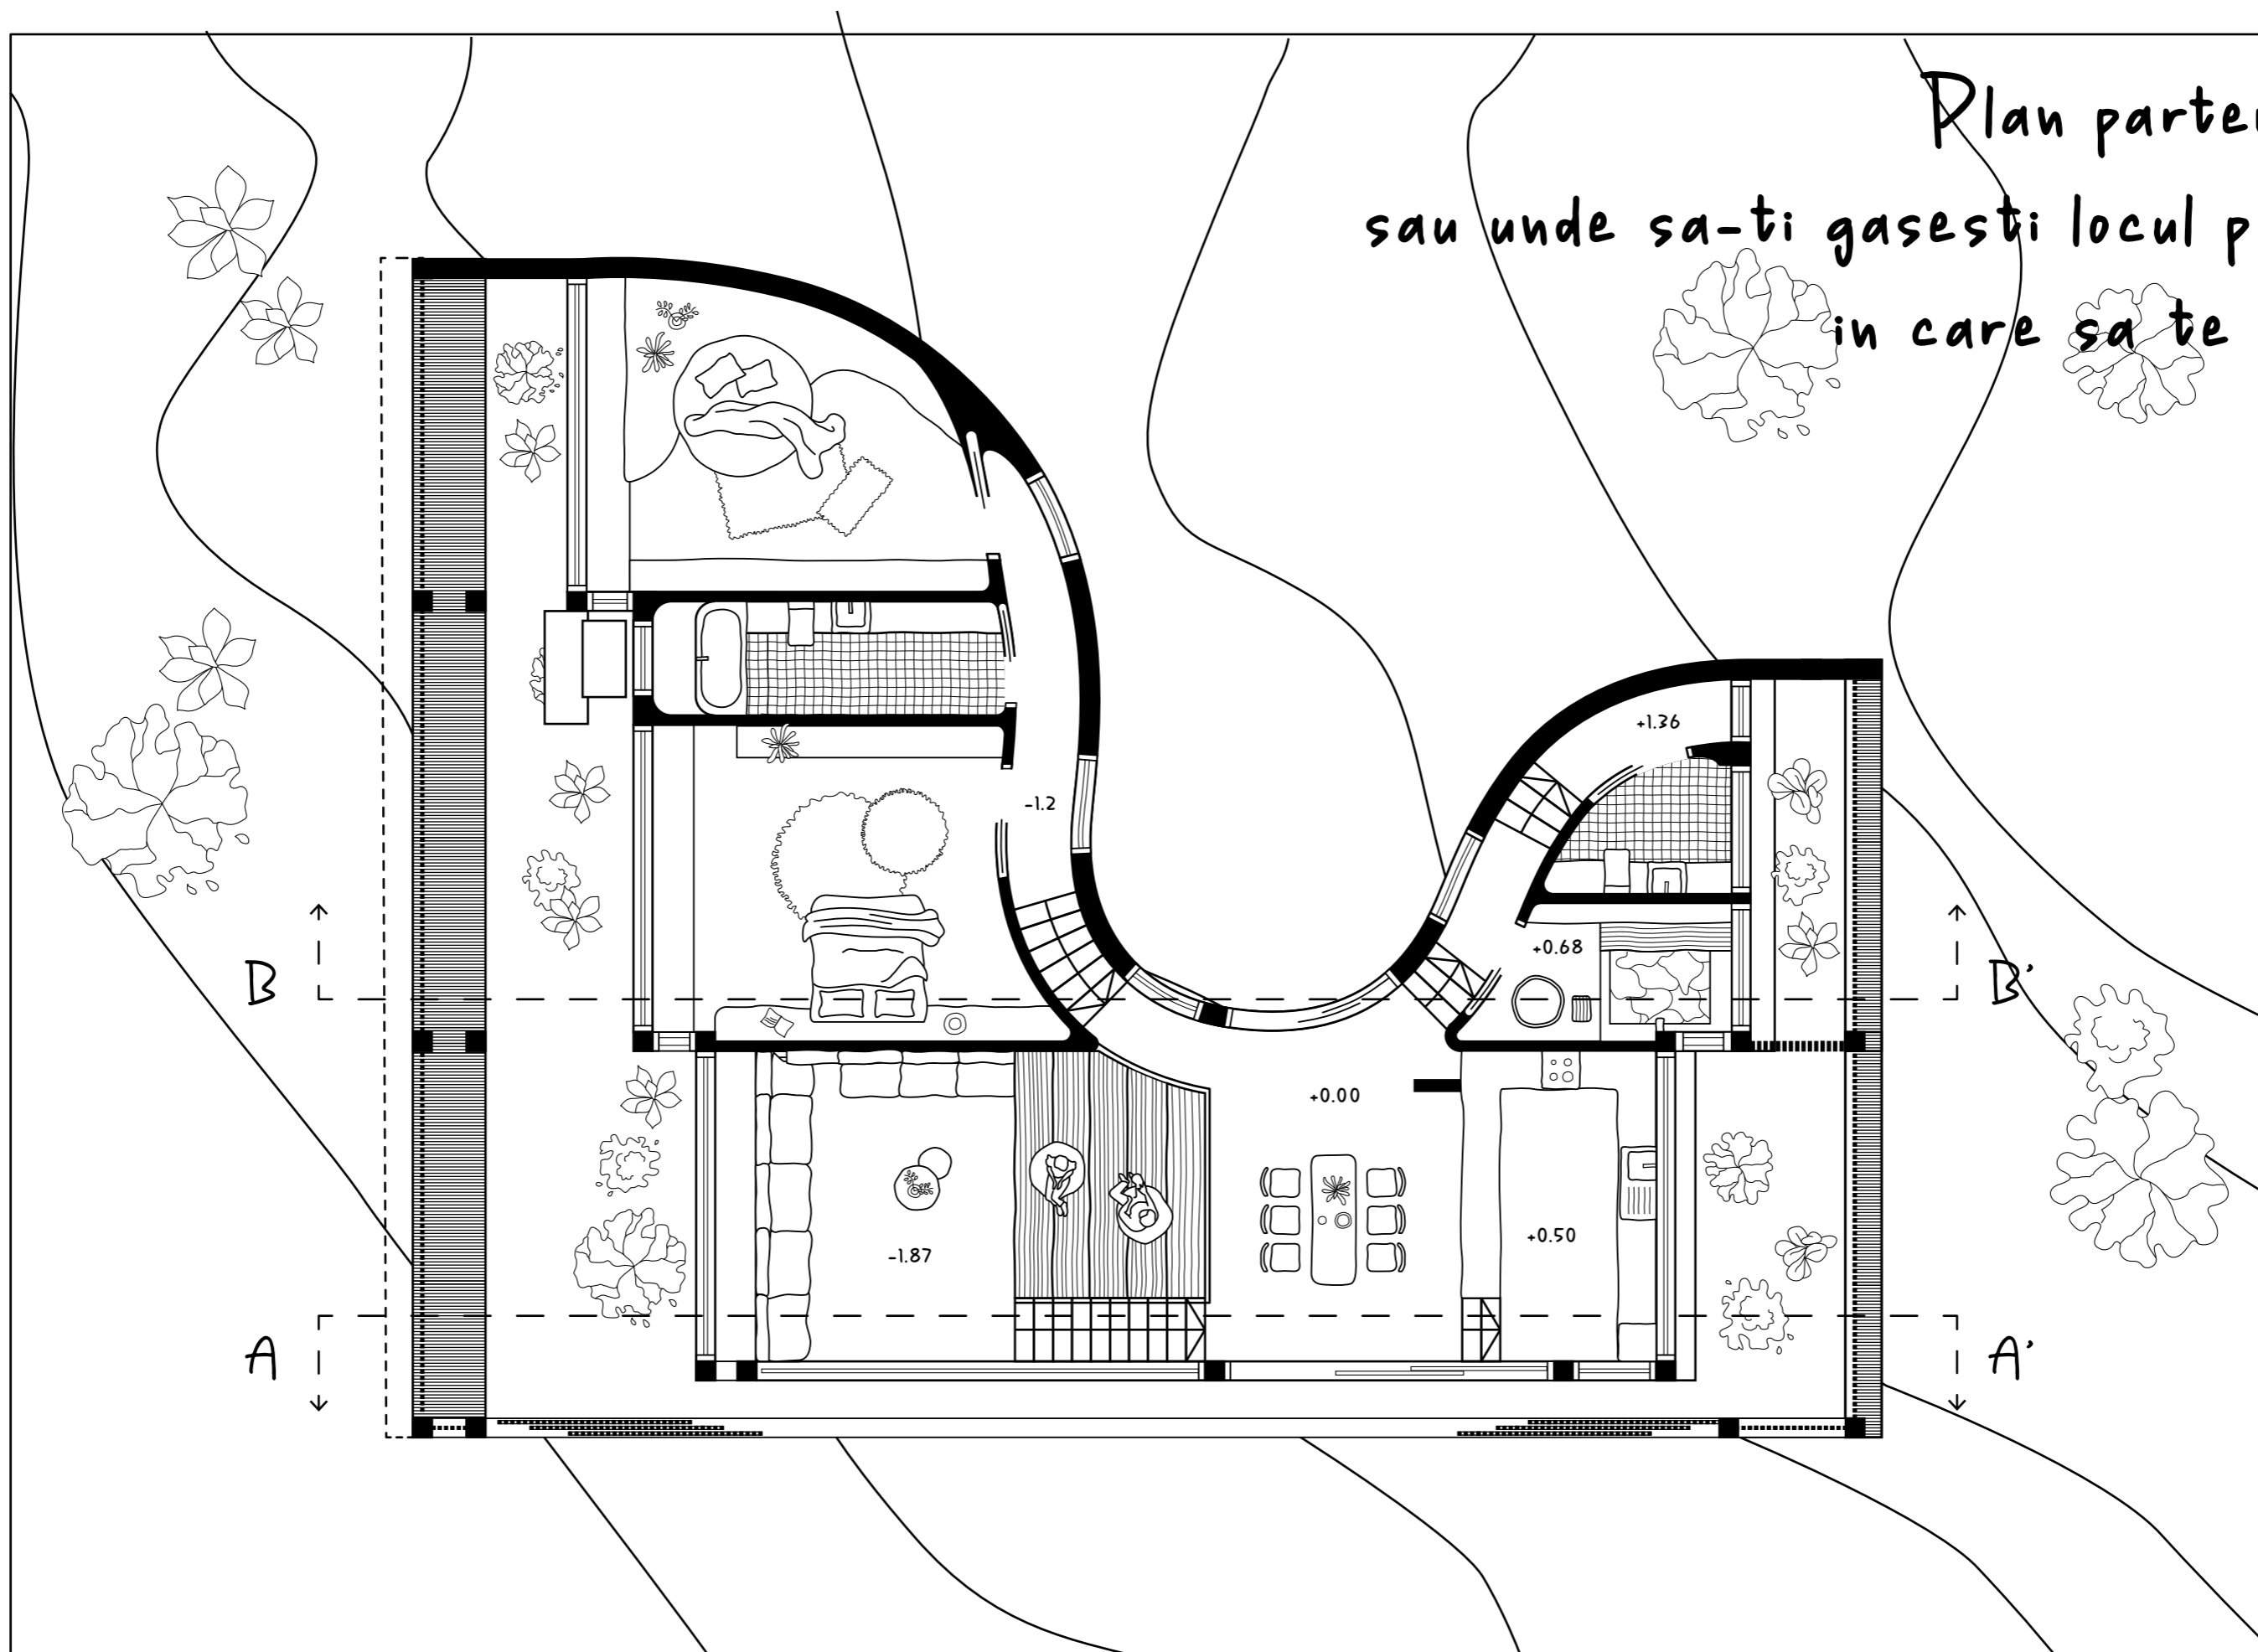 Plan parter
sau unde sa-ti gasesti locul p
in care sa te
+1.36
-1.2
+0.68
B
B'
+0.00
+0.50
-1.87
A
A'